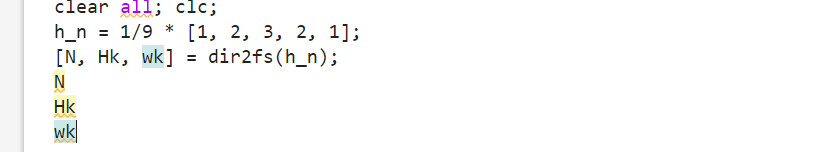 clear all; clc;
h_n = 1/9 * [1, 2, 3, 2, 1];
[N, Hk, wk] = dir2fs(h_n);
N
Hk
wk